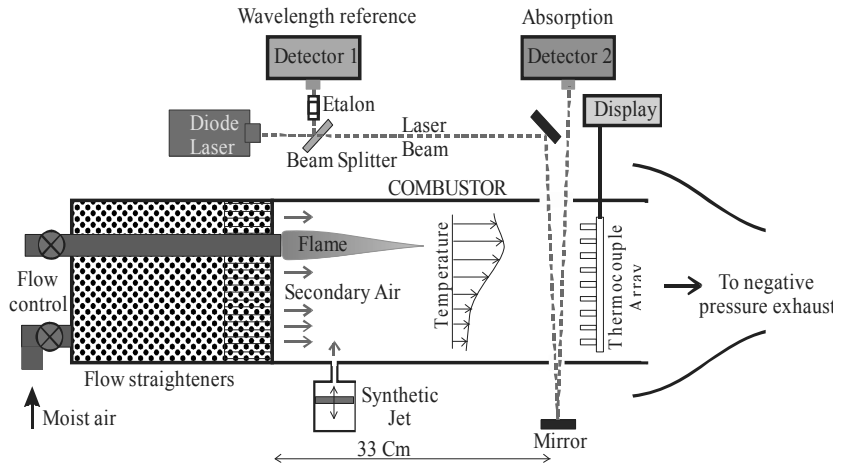 Wavelength reference
Absorption
Detector 1
Detector 2
Etalon
Display
Diode
Laser
Laser
Beam
Beam Splitter
COMBUSTOR
Flame
Flow
control
Secondary Air
Temperature
Thermocouple
Array
To negative
pressure exhaust
Flow straighteners
Synthetic
Jet
Moist air
Mirror
33 Cm